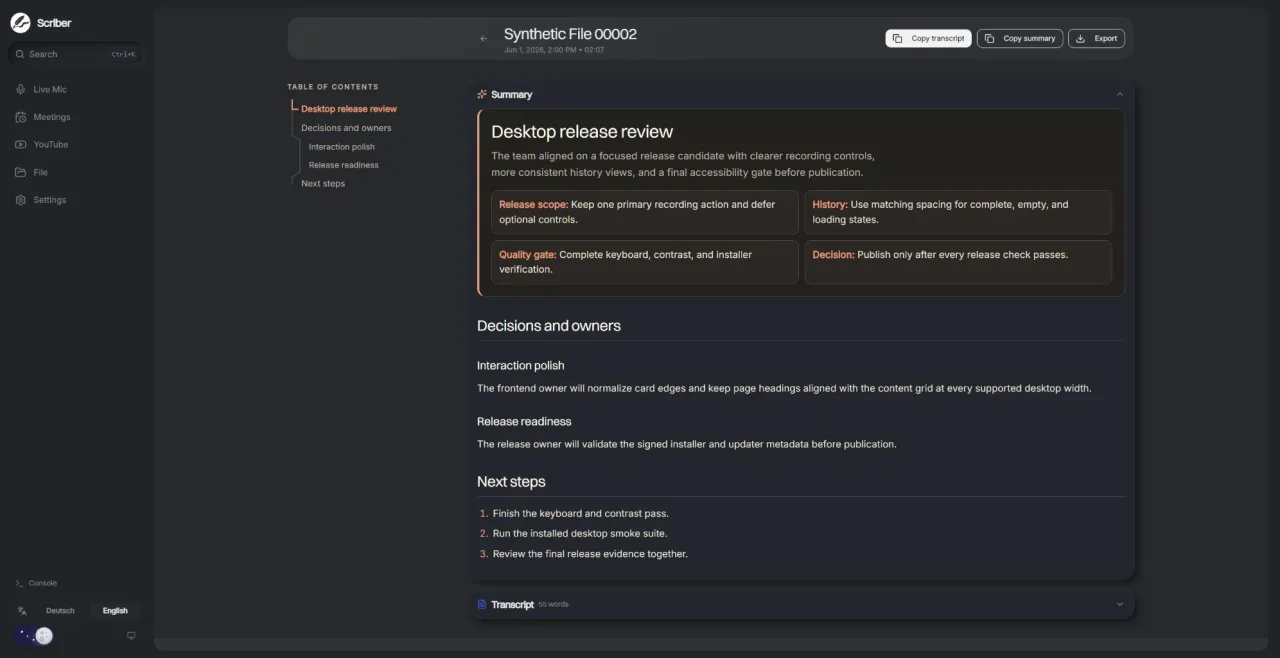 Scriber
Search Ctrl+K
Live Mic
Meetings
YouTube
File
Settings
Console
Deutsch English
Synthetic File 00002
Jun 1, 2026, 2:00 PM • 02:07
Copy transcript
Copy summary
Export
TABLE OF CONTENTS
Desktop release review
Decisions and owners
Interaction polish
Release readiness
Next steps
Summary
Desktop release review
The team aligned on a focused release candidate with clearer recording controls,
more consistent history views, and a final accessibility gate before publication.
Release scope: Keep one primary recording action and defer
optional controls.
History: Use matching spacing for complete, empty, and
loading states.
Quality gate: Complete keyboard, contrast, and installer
verification.
Decision: Publish only after every release check passes.
Decisions and owners
Interaction polish
The frontend owner will normalize card edges and keep page headings aligned with the content grid at every supported desktop width.
Release readiness
The release owner will validate the signed installer and updater metadata before publication.
Next steps
1. Finish the keyboard and contrast pass.
2. Run the installed desktop smoke suite.
3. Review the final release evidence together.
Transcript 55 words